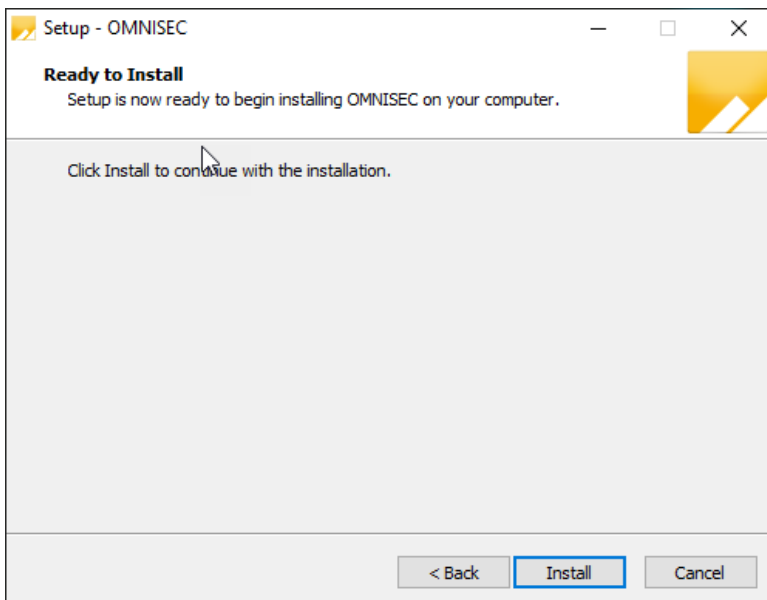 Setup - OMNISEC
Ready to Install
Setup is now ready to begin installing OMNISEC on your computer.
Click Install to continue with the installation.
< Back
Install
Cancel